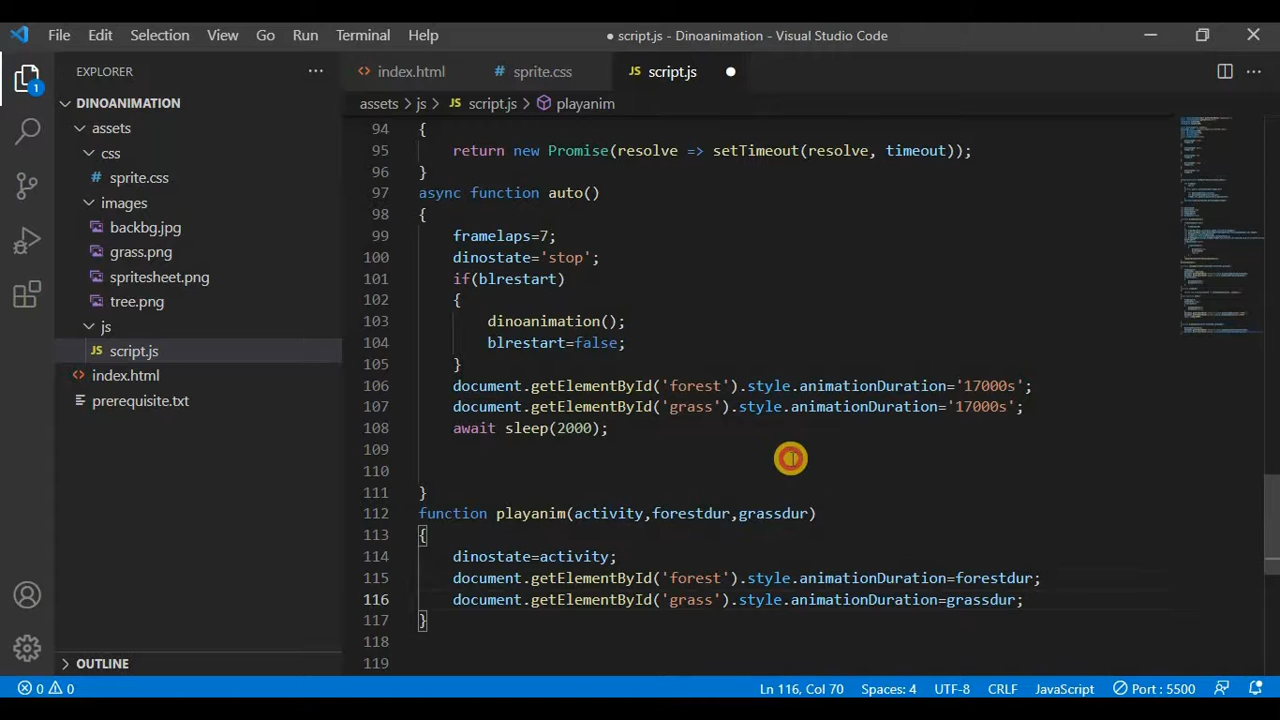 File Edit Selection View Go Run Terminal Help ● script.js - Dinoanimation - Visual Studio Code
EXPLORER ···
index.html
sprite.css
JS script.js ●
1
DINOANIMATION
assets
css
# sprite.css
images
backbg.jpg
grass.png
spritesheet.png
tree.png
js
JS script.js
<> index.html
prerequisite.txt
OUTLINE
assets > js > JS script.js > playanim
94 {
95 return new Promise(resolve => setTimeout(resolve, timeout));
96 }
97 async function auto()
98 {
99 framelaps=7;
100 dinostate='stop';
101 if(blrestart)
102 {
103 dinoanimation();
104 blrestart=false;
105 }
106 document.getElementById('forest').style.animationDuration='17000s';
107 document.getElementById('grass').style.animationDuration='17000s';
108 await sleep(2000);
109
110
111 }
112 function playanim(activity,forestdur,grassdur)
113 {
114 dinostate=activity;
115 document.getElementById('forest').style.animationDuration=forestdur;
116 document.getElementById('grass').style.animationDuration=grassdur;
117 }
118
119
0 0 Ln 116, Col 70 Spaces: 4 UTF-8 CRLF JavaScript Port : 5500